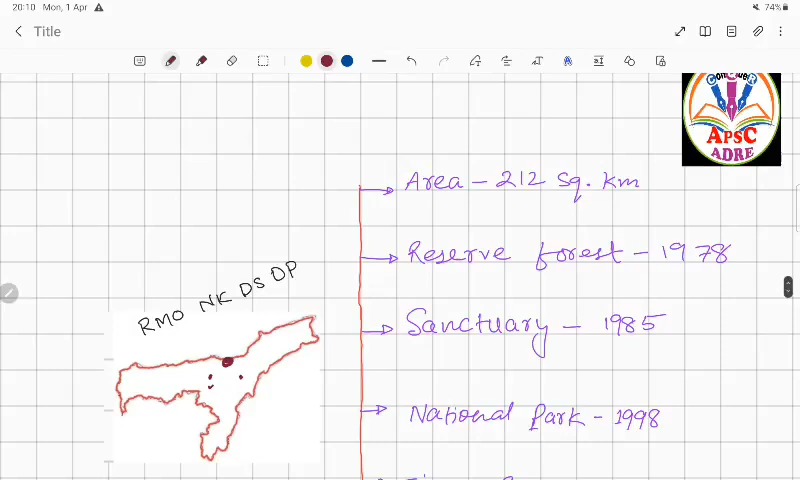 20:10 Mon, 1 Apr
74%
Title
APSC
ADRE
Area - 212 Sq. Km
Reserve forest - 1978
RMO NK DS DP
Sanctuary - 1985
National Park - 1998